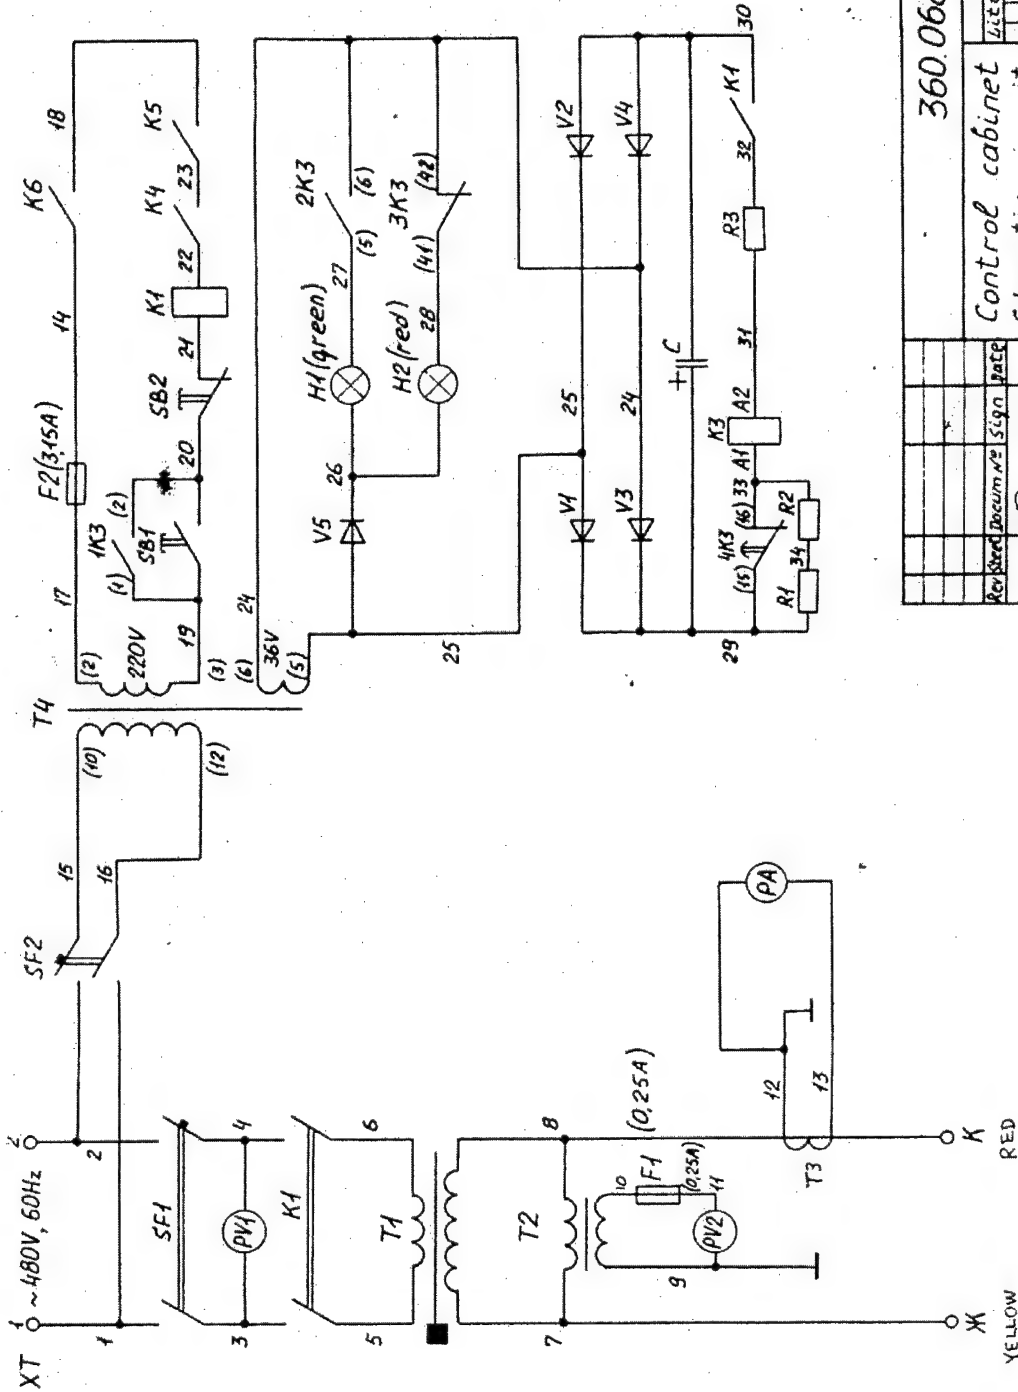 XT
1 ~480V, 60Hz 2
1
2
SF1
3
PV1
4
K1
5
6
T1
7
8
T2
(0,25A)
10
F1
(0,25A)
11
PV2
9
T3
12
13
PA
Ж
К
YELLOW
RED
SF2
15
16
T4
(10)
(12)
(2)
220V
(3)
(6)
36V
(5)
17
F2(3,15A)
14
K6
18
19
1K3
(1)
(2)
SB1
20
SB2
21
K1
22
K4
23
K5
24
25
V5
26
H1(green)
27
(5)
2K3
(6)
H2(red)
28
(41)
3K3
(42)
V1
25
V2
V3
24
V4
+
C
29
30
4K3
(15)
(16)
33
A1
K3
A2
31
R3
32
K1
R1
34
R2
360.06
Control cabinet
Lit
Rev
Sheet
Docum №
Sign
Date